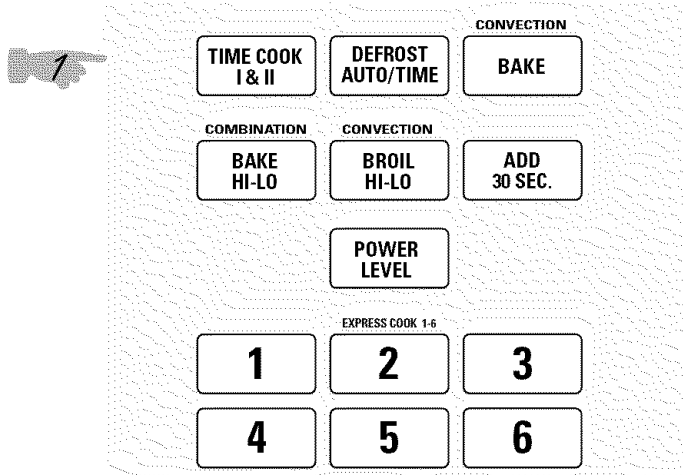 CONVECTION
1
TIME COOK
I & II
DEFROST
AUTO/TIME
BAKE
COMBINATION
CONVECTION
BAKE
HI-LO
BROIL
HI-LO
ADD
30 SEC.
POWER
LEVEL
EXPRESS COOK 1-6
1
2
3
4
5
6